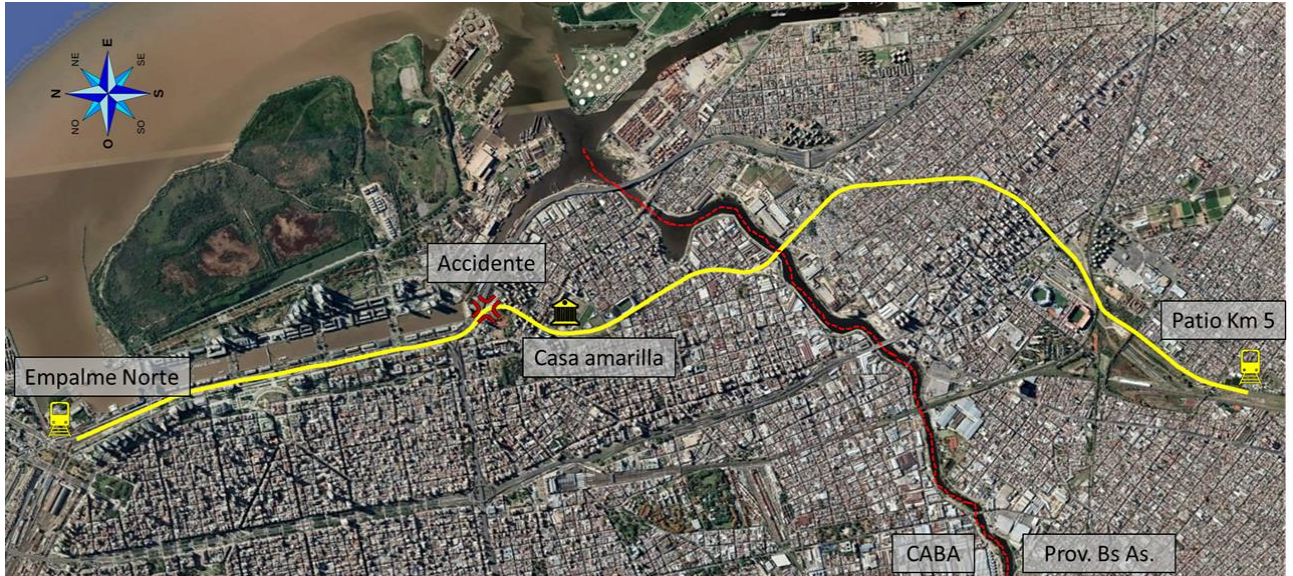 E
NE
SE
N
S
NO
SO
O
Accidente
Casa amarilla
Empalme Norte
Patio Km 5
CABA
Prov. Bs As.